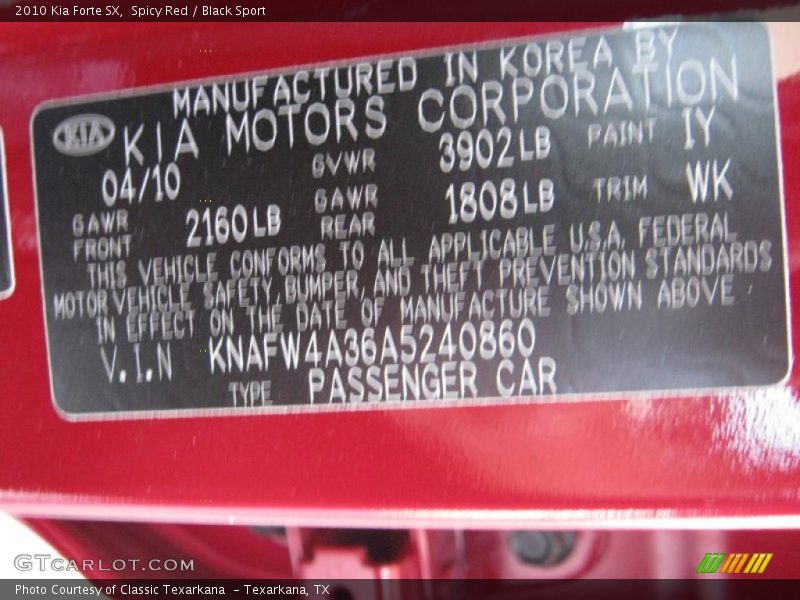 2010 Kia Forte SX,  Spicy Red / Black Sport
MANUFACTURED IN KOREA BY
KIA KIA MOTORS CORPORATION
04/10 GVWR 3902LB PAINT IY
GAWR FRONT 2160LB GAWR REAR 1808LB TRIM WK
THIS VEHICLE CONFORMS TO ALL APPLICABLE U.S.A. FEDERAL
MOTOR VEHICLE SAFETY, BUMPER, AND THEFT PREVENTION STANDARDS
IN EFFECT ON THE DATE OF MANUFACTURE SHOWN ABOVE
V.I.N KNAFW4A36A5240860
TYPE PASSENGER CAR
GTCARLOT.COM
Photo Courtesy of Classic Texarkana  - Texarkana, TX